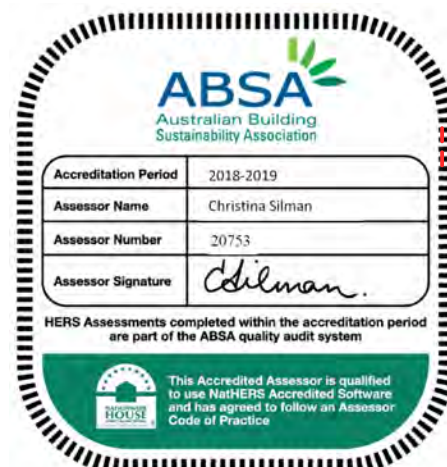 ABSA
Australian Building
Sustainability Association
Accreditation Period 2018-2019
Assessor Name Christina Silman
Assessor Number 20753
Assessor Signature CSilman.
HERS Assessments completed within the accreditation period
are part of the ABSA quality audit system
This Accredited Assessor is qualified
to use NatHERS Accredited Software
and has agreed to follow an Assessor
Code of Practice
HOUSE